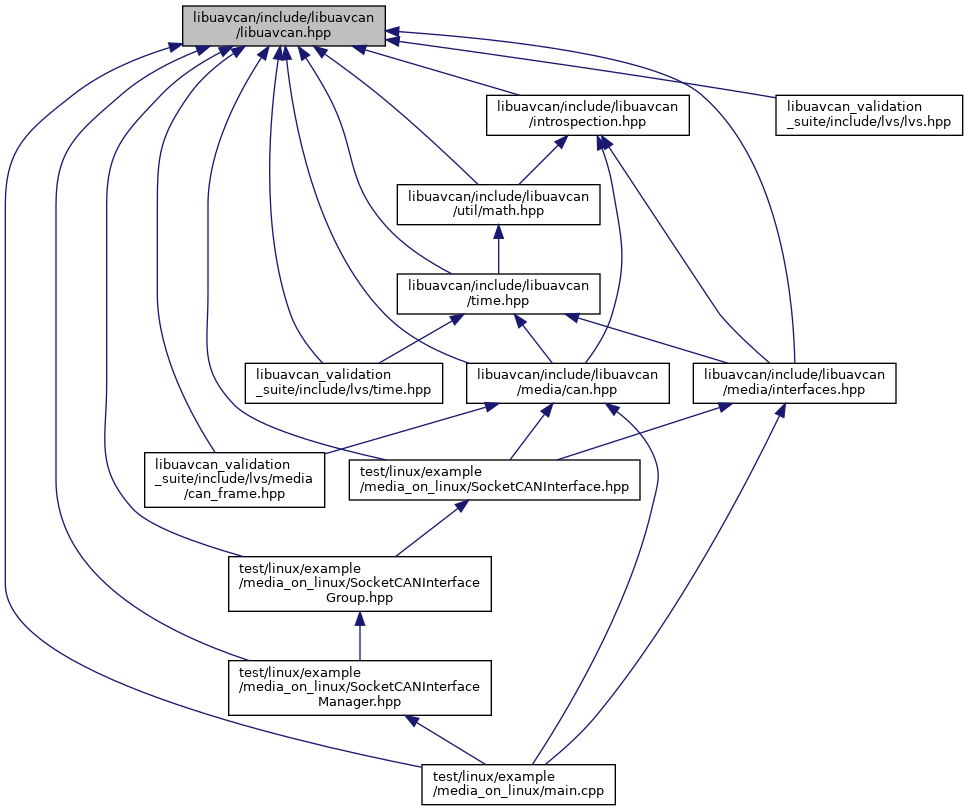 libuavcan/include/libuavcan
/libuavcan.hpp
libuavcan/include/libuavcan
/introspection.hpp
libuavcan_validation
_suite/include/lvs/lvs.hpp
libuavcan/include/libuavcan
/util/math.hpp
libuavcan/include/libuavcan
/time.hpp
libuavcan_validation
_suite/include/lvs/time.hpp
libuavcan/include/libuavcan
/media/can.hpp
libuavcan/include/libuavcan
/media/interfaces.hpp
libuavcan_validation
_suite/include/lvs/media
/can_frame.hpp
test/linux/example
/media_on_linux/SocketCANInterface.hpp
test/linux/example
/media_on_linux/SocketCANInterface
Group.hpp
test/linux/example
/media_on_linux/SocketCANInterface
Manager.hpp
test/linux/example
/media_on_linux/main.cpp